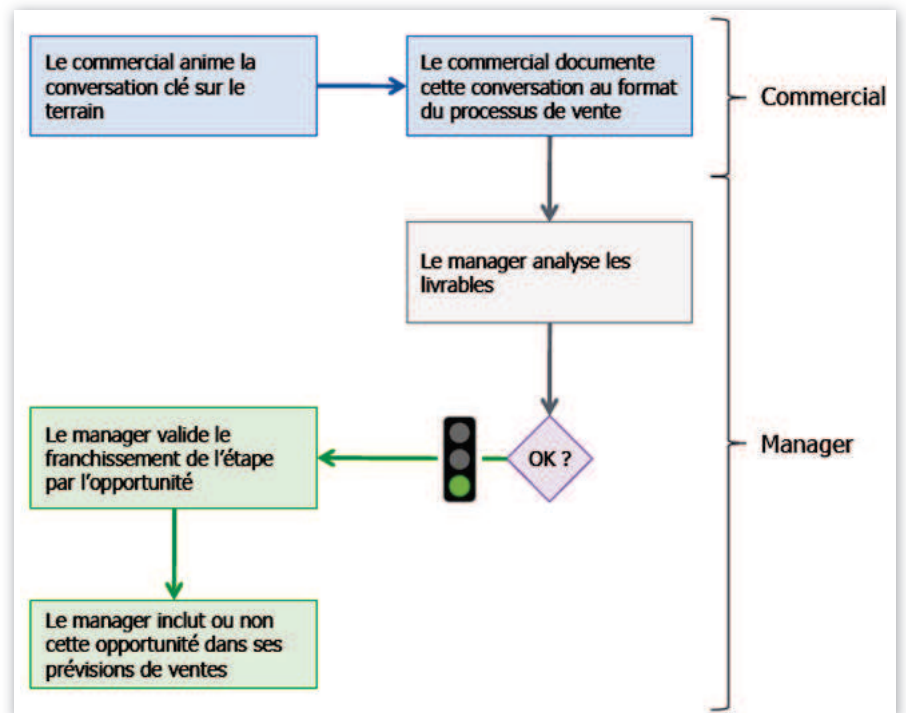 Le commercial anime la
conversation clé sur le
terrain
Le commercial documente
cette conversation au format
du processus de vente
Commercial
Le manager analyse les
livrables
Le manager valide le
franchissement de l'étape
par l'opportunité
OK ?
Manager
Le manager inclut ou non
cette opportunité dans ses
prévisions de ventes